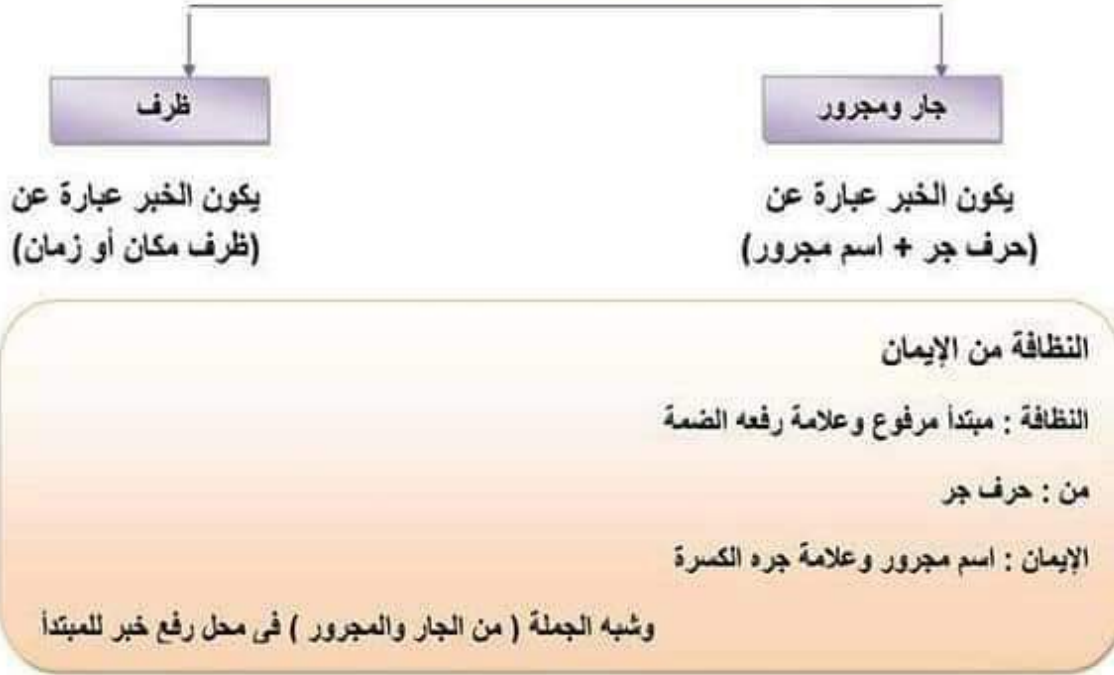 جار ومجرور
ظرف
يكون الخبر عبارة عن
(حرف جر + اسم مجرور)
يكون الخبر عبارة عن
(ظرف مكان أو زمان)
النظافة من الإيمان
النظافة : مبتدأ مرفوع وعلامة رفعه الضمة
من : حرف جر
الإيمان : اسم مجرور وعلامة جره الكسرة
وشبه الجملة ( من الجار والمجرور ) فى محل رفع خبر للمبتدأ